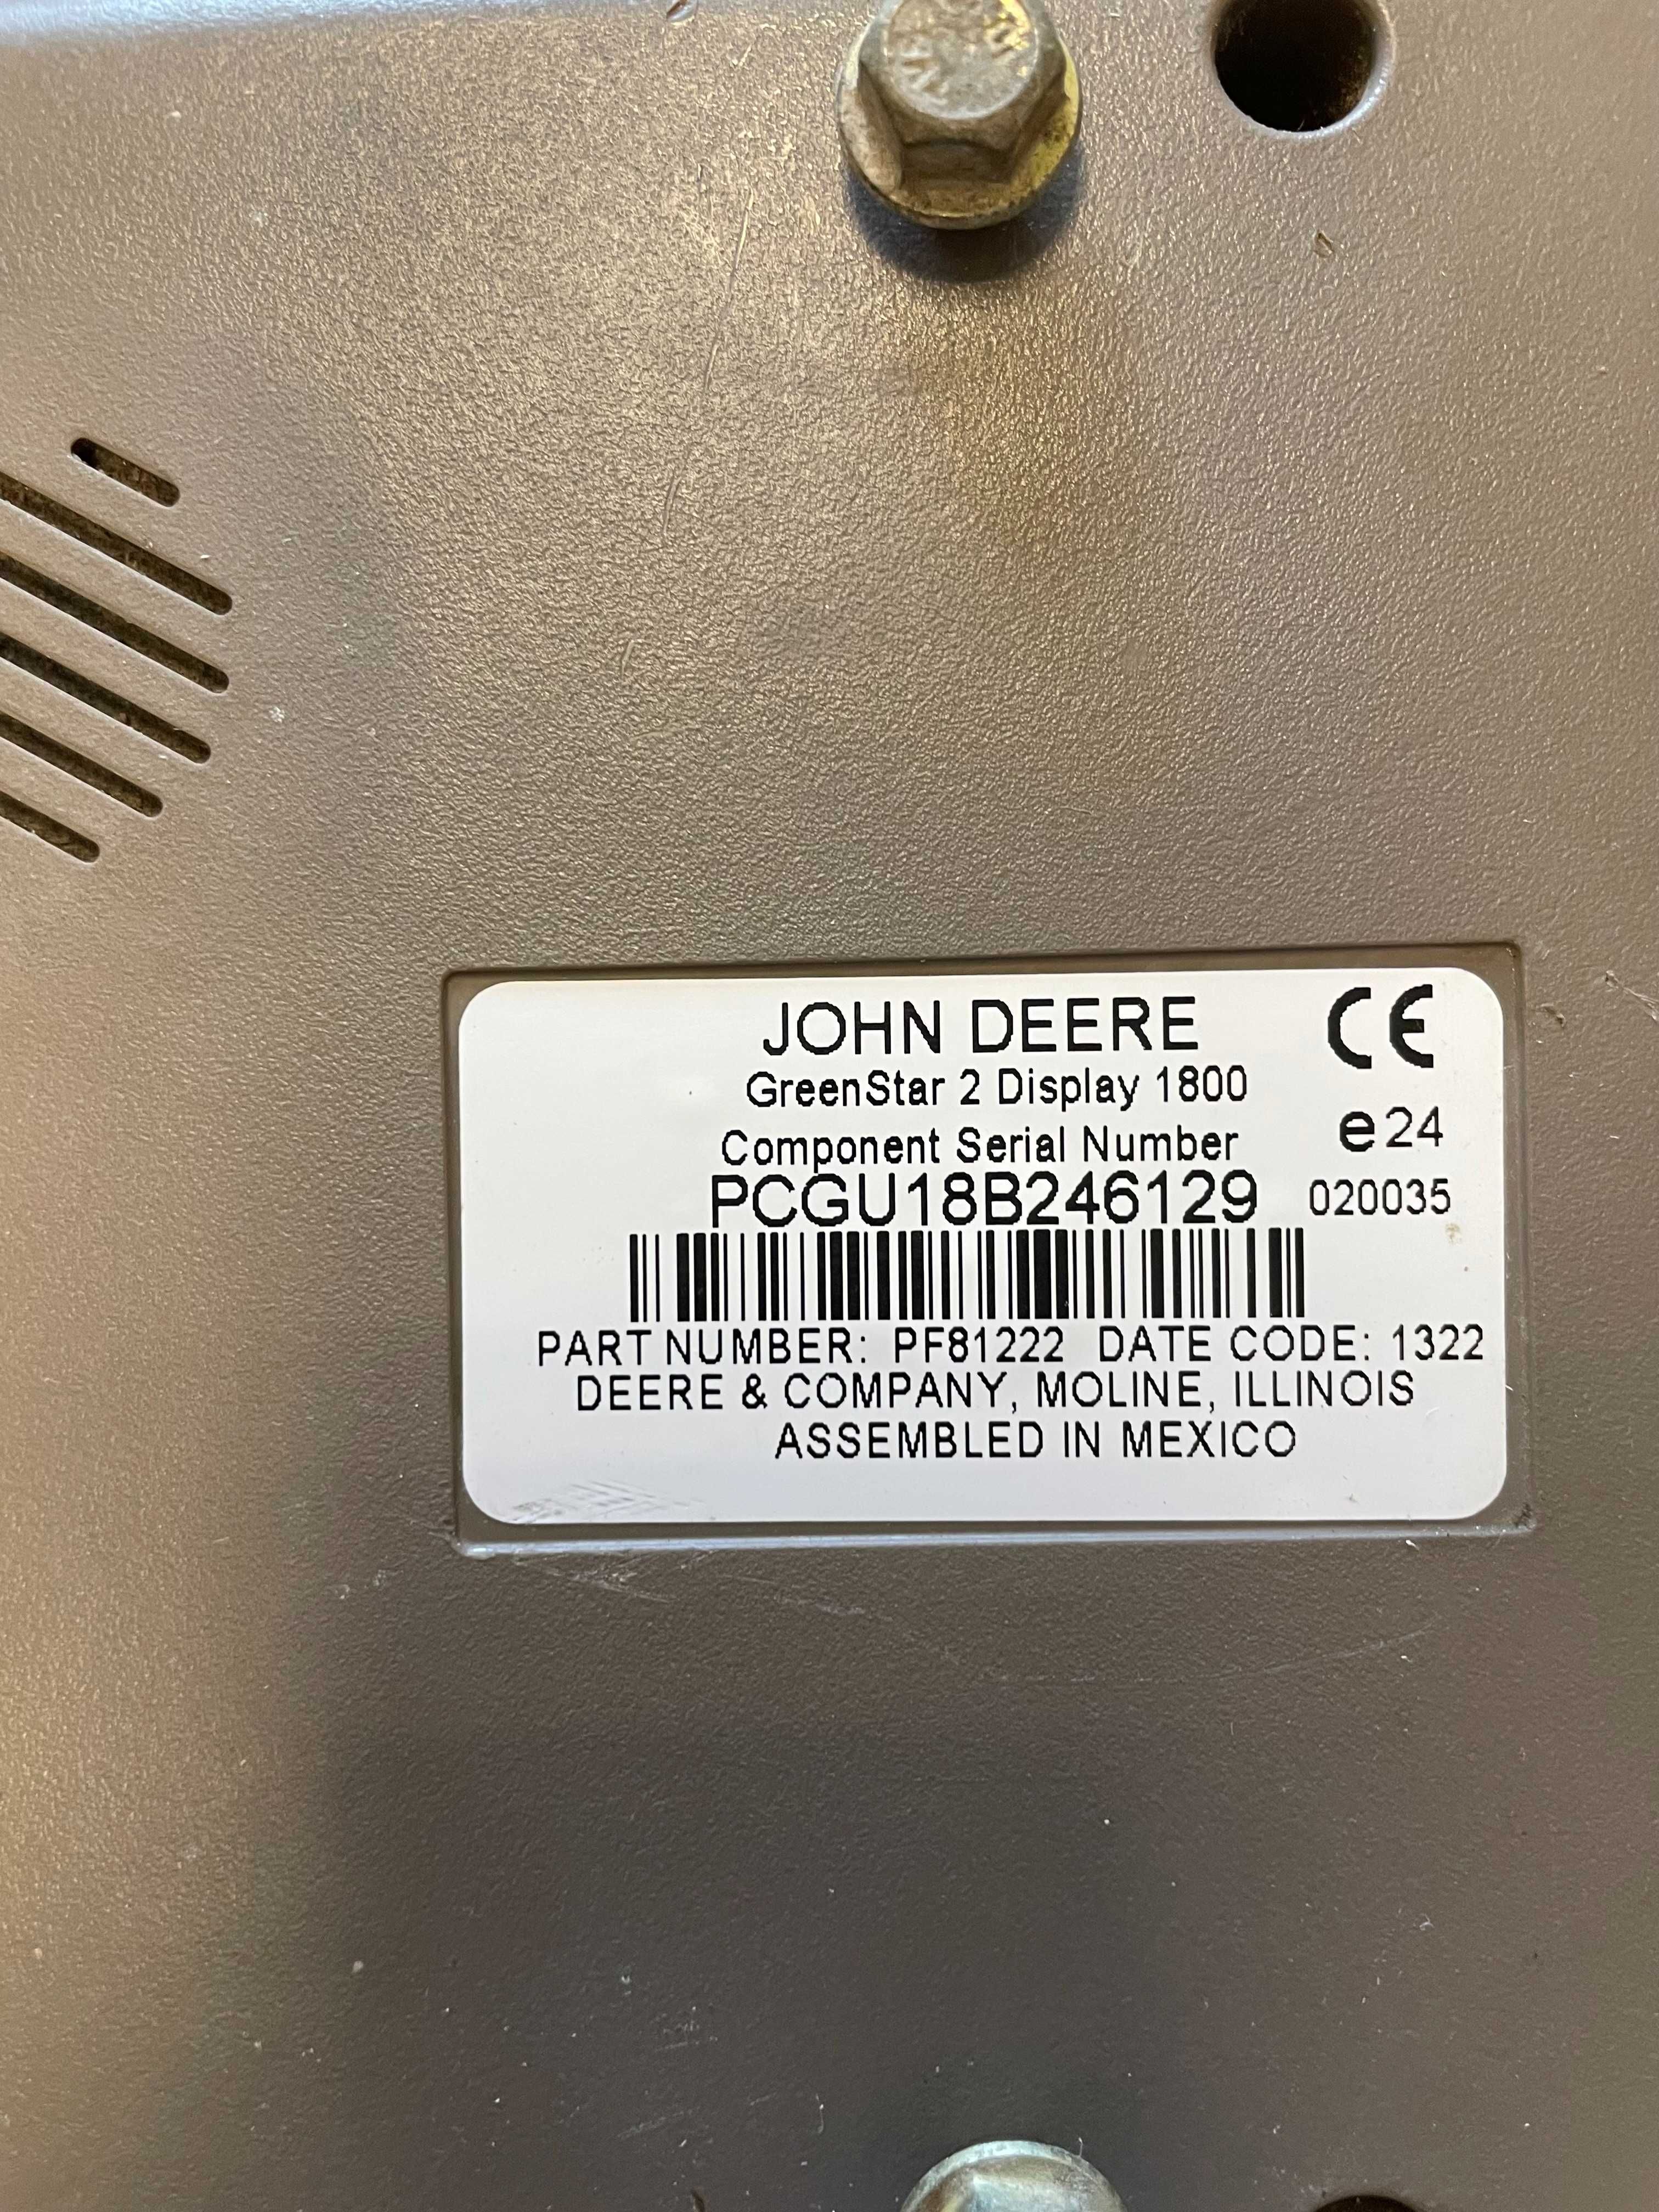 JOHN DEERE CE
GreenStar 2 Display 1800
e24
Component Serial Number
PCGU18B246129 020035
PART NUMBER: PF81222 DATE CODE: 1322
DEERE & COMPANY, MOLINE, ILLINOIS
ASSEMBLED IN MEXICO